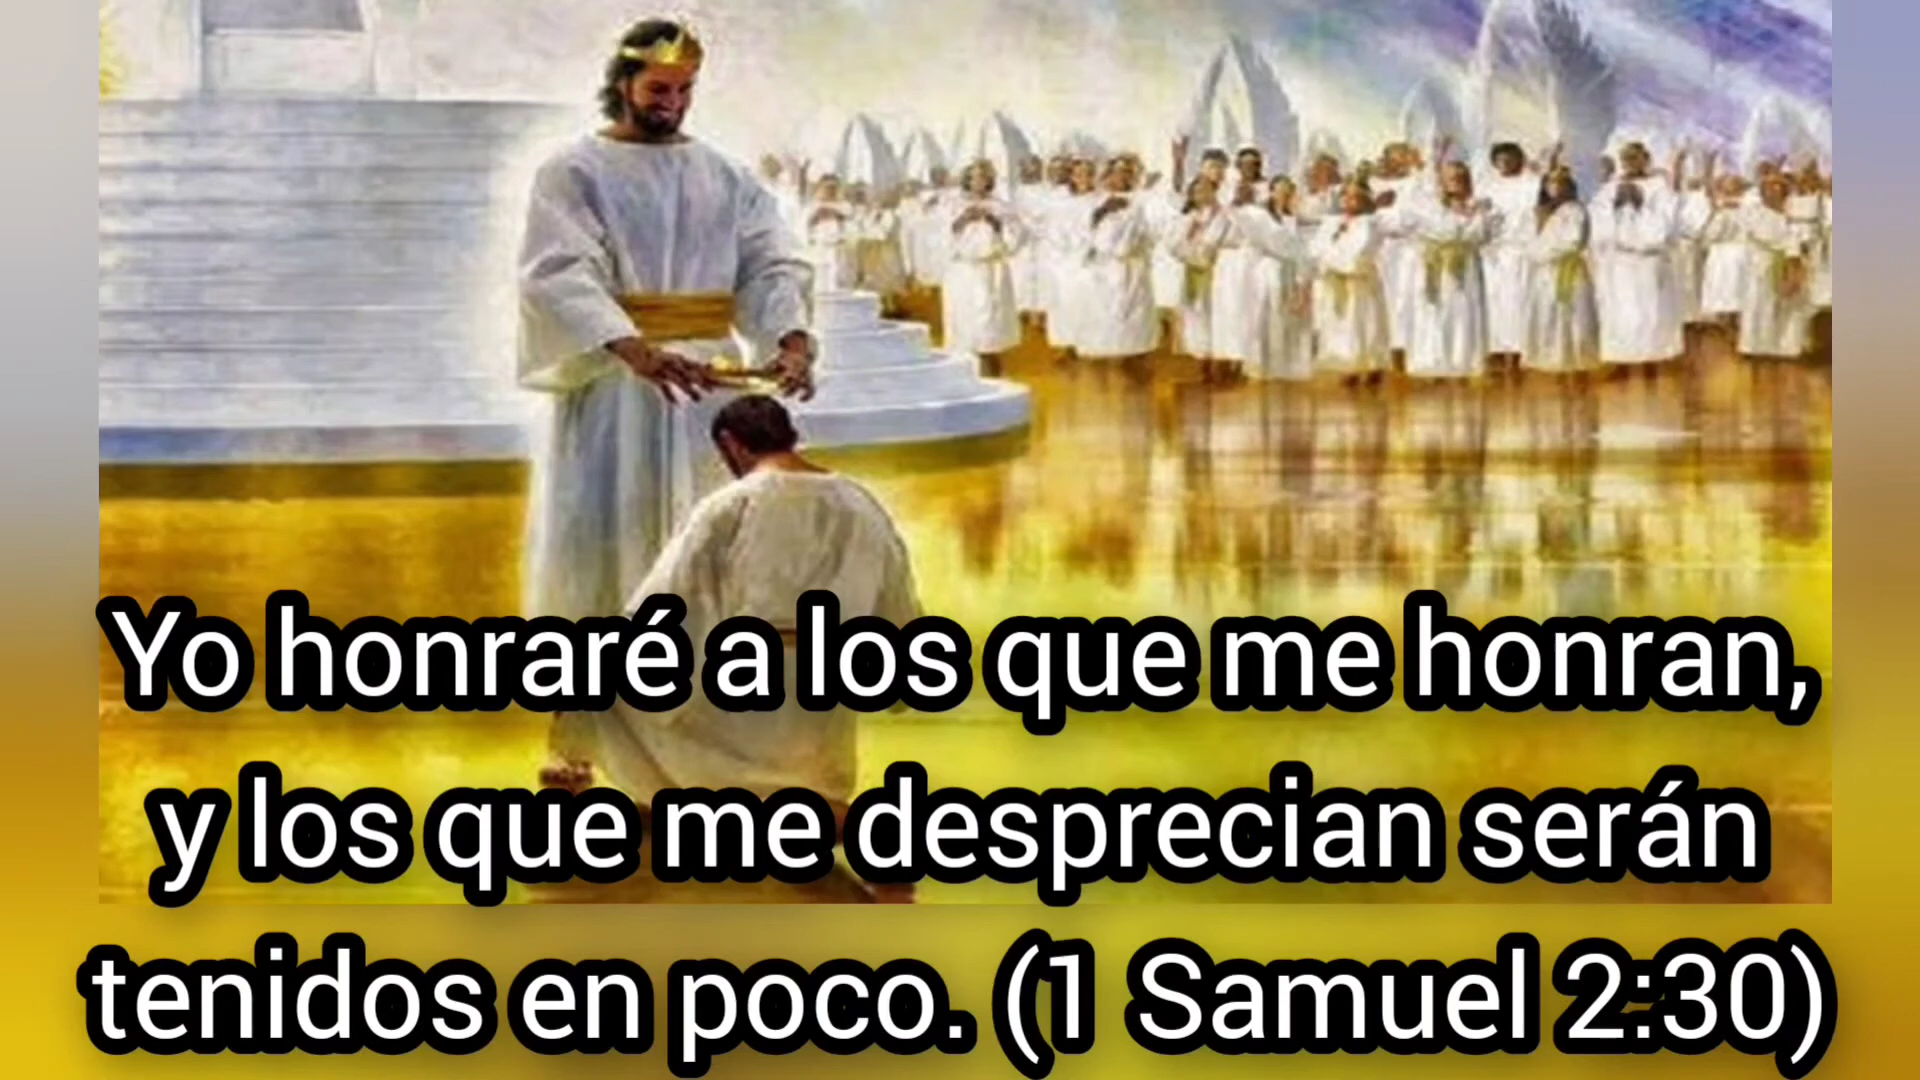 Yo honraré a los que me honran,
y los que me desprecian serán
tenidos en poco. (1 Samuel 2:30)